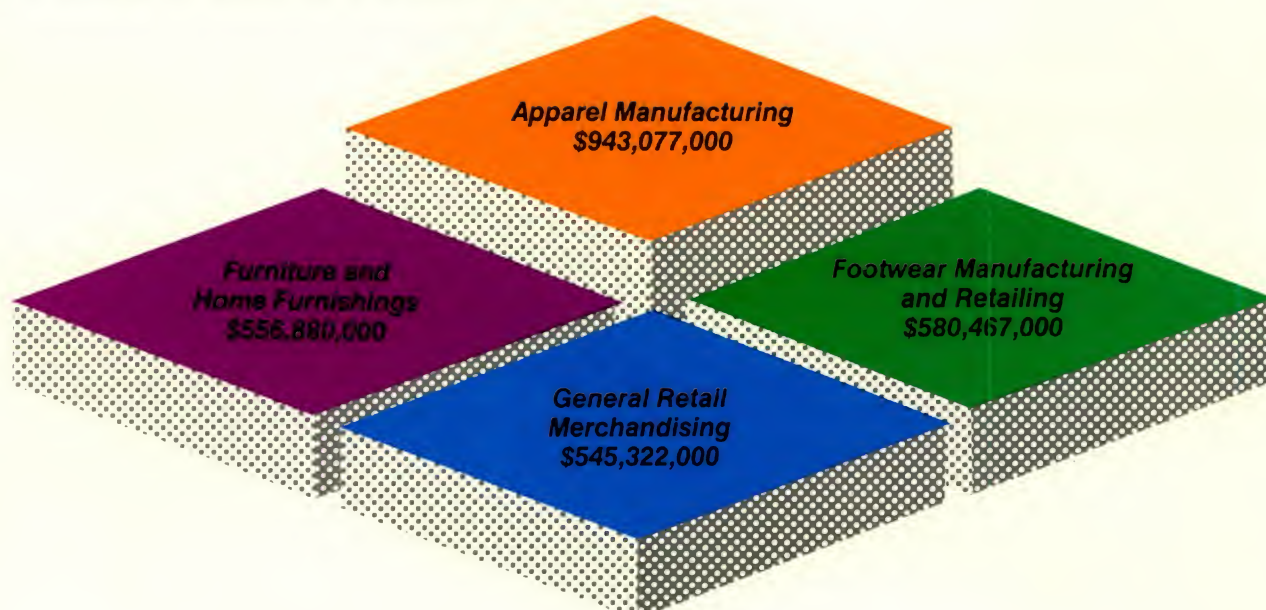 Apparel Manufacturing
$943,077,000
Furniture and
Home Furnishings
$556,880,000
Footwear Manufacturing
and Retailing
$580,467,000
General Retail
Merchandising
$545,322,000